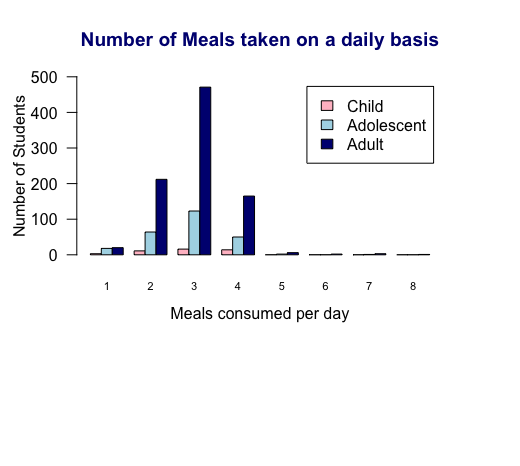 Number of Meals taken on a daily basis
Number of Students
500
400
300
200
100
0
Child
Adolescent
Adult
1 2 3 4 5 6 7 8
Meals consumed per day